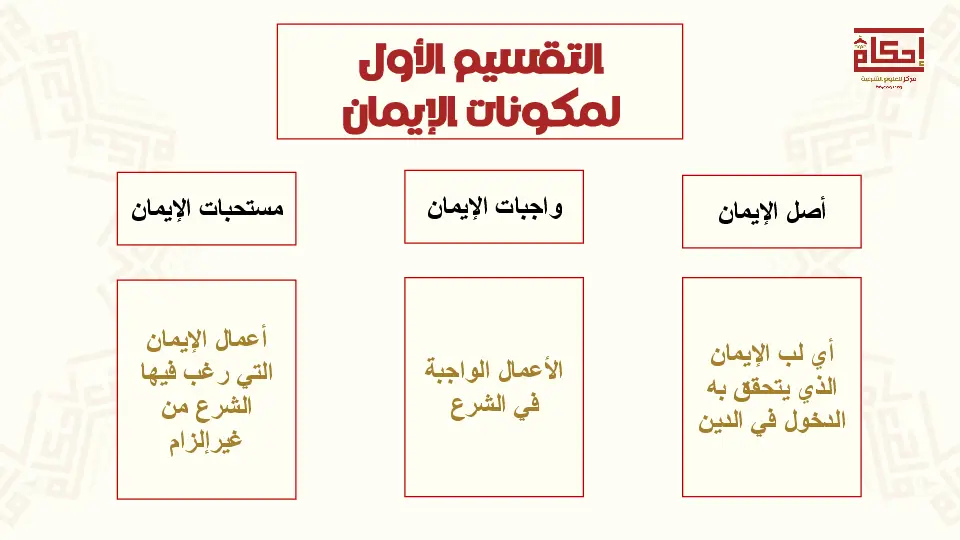 إحكام
مركز للعلوم الشرعية
التقسيم الأول
لمكونات الإيمان
أصل الإيمان
واجبات الإيمان
مستحبات الإيمان
أي لب الإيمان
الذي يتحقق به
الدخول في الدين
الأعمال الواجبة
في الشرع
أعمال الإيمان
التي رغب فيها
الشرع من
غيرإلزام